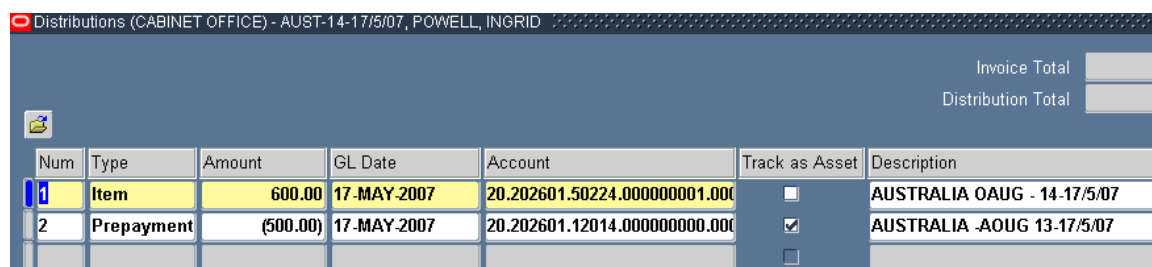 Distributions (CABINET OFFICE) - AUST-14-17/5/07, POWELL, INGRID
Invoice Total
Distribution Total
Num Type Amount GL Date Account Track as Asset Description
1 Item 600.00 17-MAY-2007 20.202601.50224.000000001.000 AUSTRALIA OAUG - 14-17/5/07
2 Prepayment (500.00) 17-MAY-2007 20.202601.12014.000000000.000 AUSTRALIA -AOUG 13-17/5/07